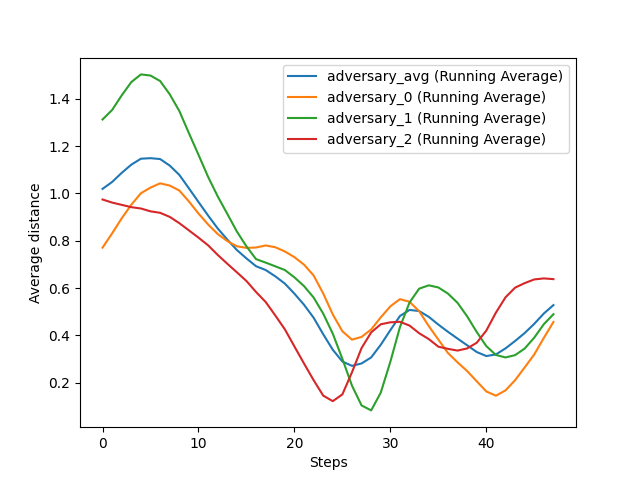 adversary_avg (Running Average)
adversary_0 (Running Average)
adversary_1 (Running Average)
adversary_2 (Running Average)
Average distance
1.4
1.2
1.0
0.8
0.6
0.4
0.2
0 10 20 30 40
Steps